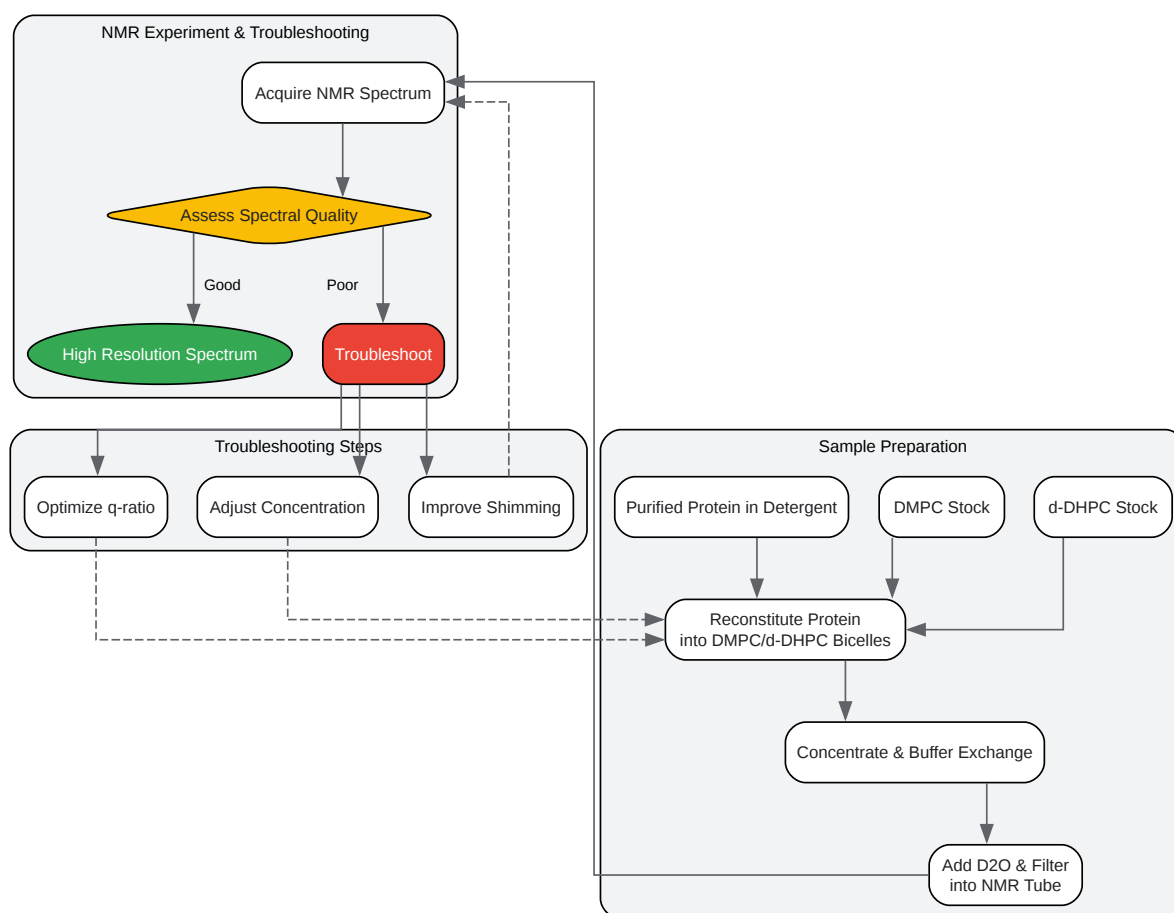 NMR Experiment & Troubleshooting
Acquire NMR Spectrum
Assess Spectral Quality
Good
Poor
High Resolution Spectrum
Troubleshoot
Troubleshooting Steps
Optimize q-ratio
Adjust Concentration
Improve Shimming
Sample Preparation
Purified Protein in Detergent
DMPC Stock
d-DHPC Stock
Reconstitute Protein
into DMPC/d-DHPC Bicelles
Concentrate & Buffer Exchange
Add D2O & Filter
into NMR Tube